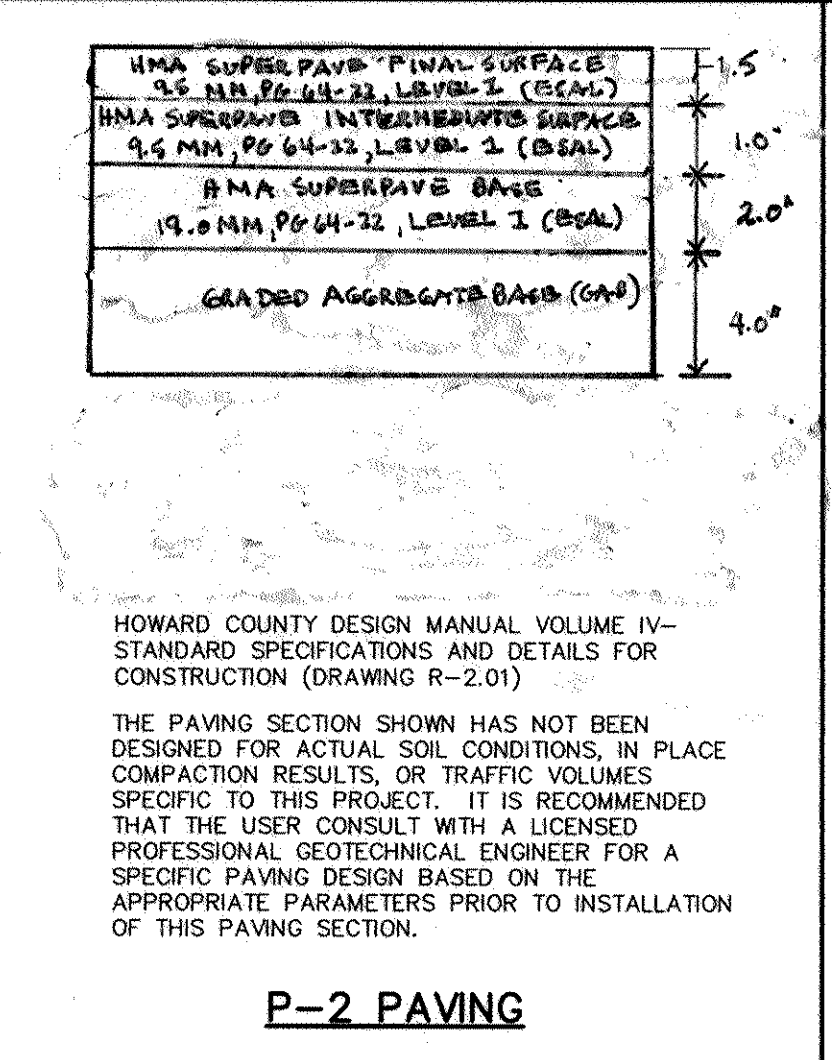 HMA SUPERPAVE FINAL SURFACE
9.5 MM, PG 64-22, LEVEL 1 (ESAL)
1.5
HMA SUPERPAVE INTERMEDIATE SURFACE
9.5 MM, PG 64-22, LEVEL 1 (ESAL)
1.0"
HMA SUPERPAVE BASE
19.0 MM, PG 64-22, LEVEL 1 (ESAL)
2.0"
GRADED AGGREGATE BASE (GAB)
4.0"
HOWARD COUNTY DESIGN MANUAL VOLUME IV–
STANDARD SPECIFICATIONS AND DETAILS FOR
CONSTRUCTION (DRAWING R–2.01)
THE PAVING SECTION SHOWN HAS NOT BEEN
DESIGNED FOR ACTUAL SOIL CONDITIONS, IN PLACE
COMPACTION RESULTS, OR TRAFFIC VOLUMES
SPECIFIC TO THIS PROJECT. IT IS RECOMMENDED
THAT THE USER CONSULT WITH A LICENSED
PROFESSIONAL GEOTECHNICAL ENGINEER FOR A
SPECIFIC PAVING DESIGN BASED ON THE
APPROPRIATE PARAMETERS PRIOR TO INSTALLATION
OF THIS PAVING SECTION.
P–2 PAVING